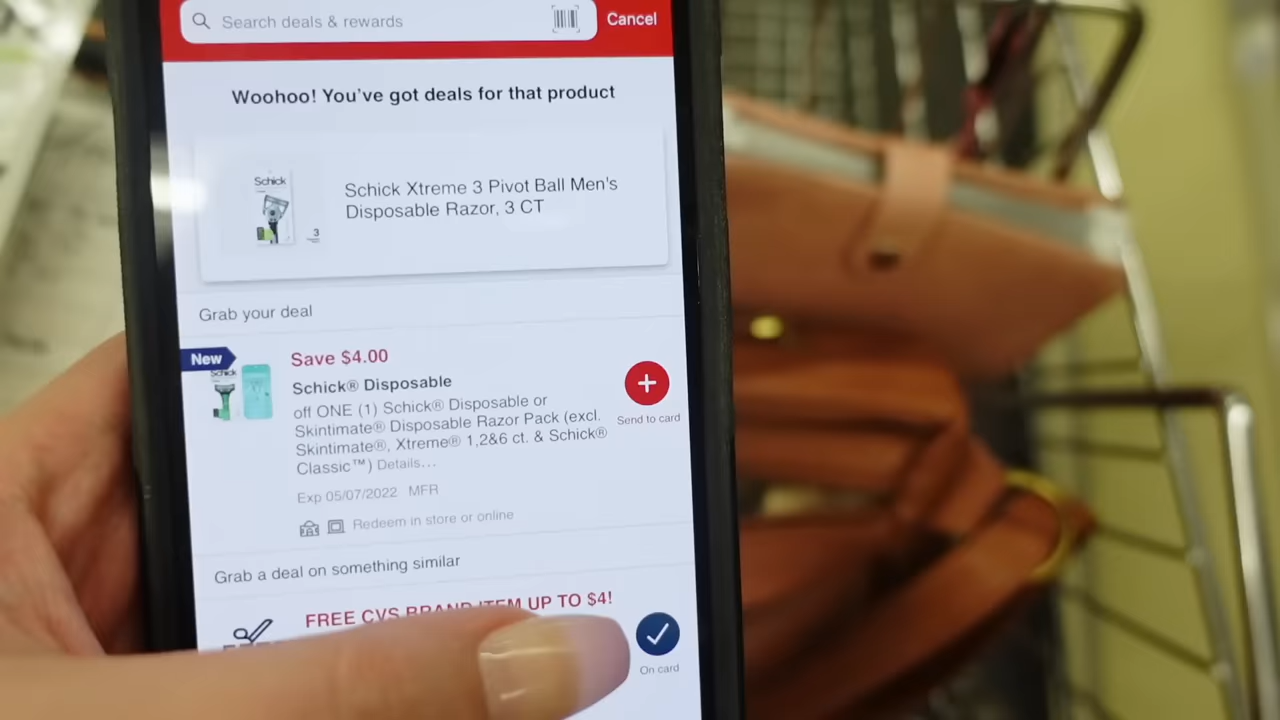 Search deals & rewards
Cancel
Woohoo! You've got deals for that product
Schick
3
Schick Xtreme 3 Pivot Ball Men's
Disposable Razor, 3 CT
Grab your deal
New
Schick
Save $4.00
Schick® Disposable
off ONE (1) Schick® Disposable or
Skintimate® Disposable Razor Pack (excl.
Skintimate®, Xtreme® 1,2&6 ct. & Schick®
Classic™) Details...
Exp 05/07/2022 MFR
Redeem in store or online
Send to card
Grab a deal on something similar
FREE CVS BRAND ITEM UP TO $4!
On card